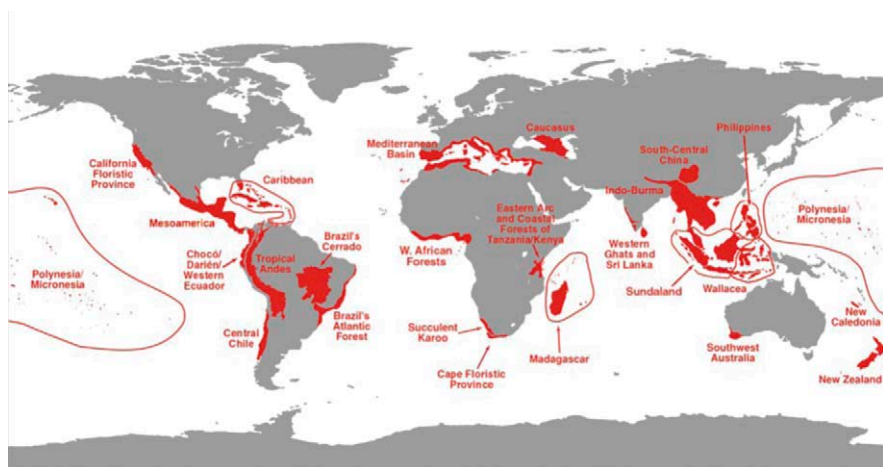 California
Floristic
Province
Caribbean
Mesoamerica
Polynesia/
Micronesia
Chocó/
Darién/
Western
Ecuador
Tropical
Andes
Brazil's
Cerrado
Brazil's
Atlantic
Forest
Central
Chile
Mediterranean
Basin
Caucasus
W. African
Forests
Eastern Arc
and Coastal
Forests of
Tanzania/Kenya
Succulent
Karoo
Cape Floristic
Province
Madagascar
Philippines
South-Central
China
Indo-Burma
Western
Ghats and
Sri Lanka
Sundaland
Wallacea
Polynesia/
Micronesia
New
Caledonia
Southwest
Australia
New Zealand